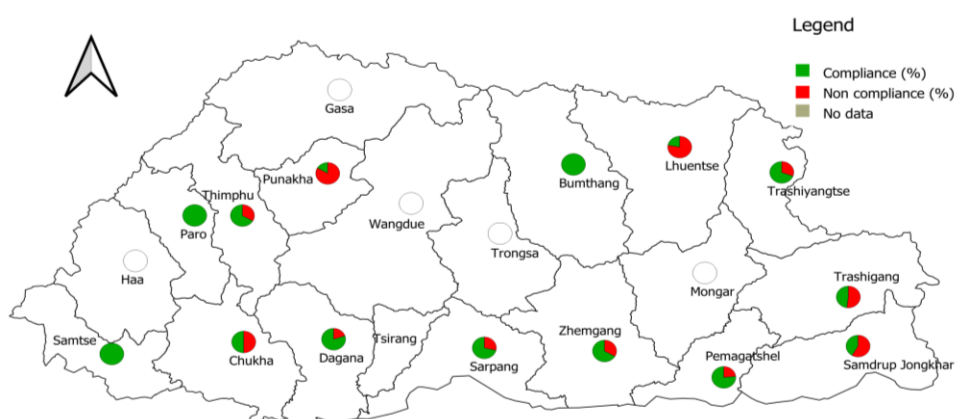 Legend
Compliance (%)
Non compliance (%)
No data
Gasa
Punakha
Lhuentse
Bumthang
Trashiyangtse
Thimphu
Wangdue
Paro
Trongsa
Haa
Mongar
Trashigang
Samtse
Chukha
Dagana
Tsirang
Sarpang
Zhemgang
Pemagatshel
Samdrup Jongkhar